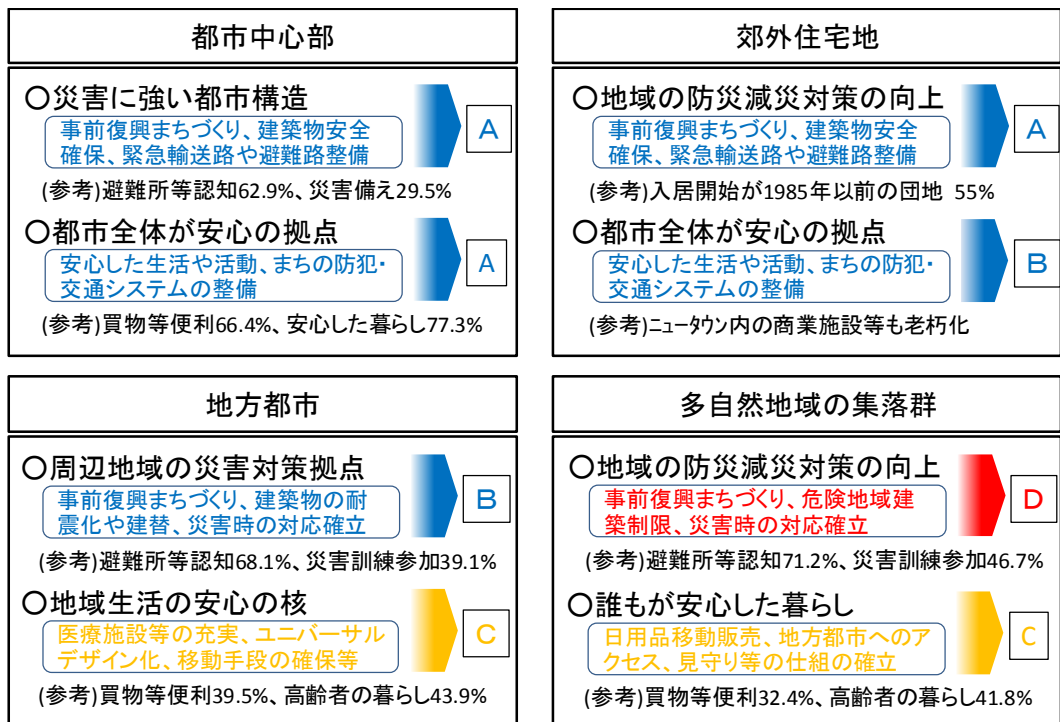 都市中心部
○災害に強い都市構造
事前復興まちづくり、建築物安全
確保、緊急輸送路や避難路整備
A
(参考)避難所等認知62.9%、災害備え29.5%
○都市全体が安心の拠点
安心した生活や活動、まちの防犯・
交通システムの整備
A
(参考)買物等便利66.4%、安心した暮らし77.3%
郊外住宅地
○地域の防災減災対策の向上
事前復興まちづくり、建築物安全
確保、緊急輸送路や避難路整備
A
(参考)入居開始が1985年以前の団地 55%
○都市全体が安心の拠点
安心した生活や活動、まちの防犯・
交通システムの整備
B
(参考)ニュータウン内の商業施設等も老朽化
地方都市
○周辺地域の災害対策拠点
事前復興まちづくり、建築物の耐
震化や建替、災害時の対応確立
B
(参考)避難所等認知68.1%、災害訓練参加39.1%
○地域生活の安心の核
医療施設等の充実、ユニバーサル
デザイン化、移動手段の確保等
C
(参考)買物等便利39.5%、高齢者の暮らし43.9%
多自然地域の集落群
○地域の防災減災対策の向上
事前復興まちづくり、危険地域建
築制限、災害時の対応確立
D
(参考)避難所等認知71.2%、災害訓練参加46.7%
○誰もが安心した暮らし
日用品移動販売、地方都市へのア
クセス、見守り等の仕組の確立
C
(参考)買物等便利32.4%、高齢者の暮らし41.8%